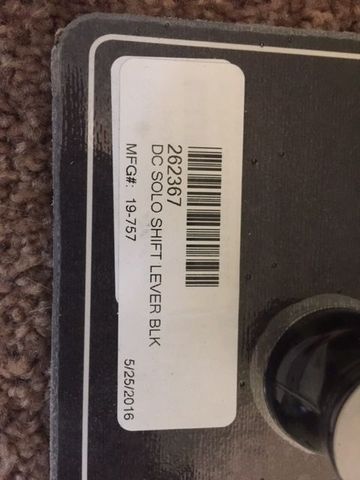 262367
DC SOLO SHIFT LEVER BLK
MFG#: 19-757
5/25/2016